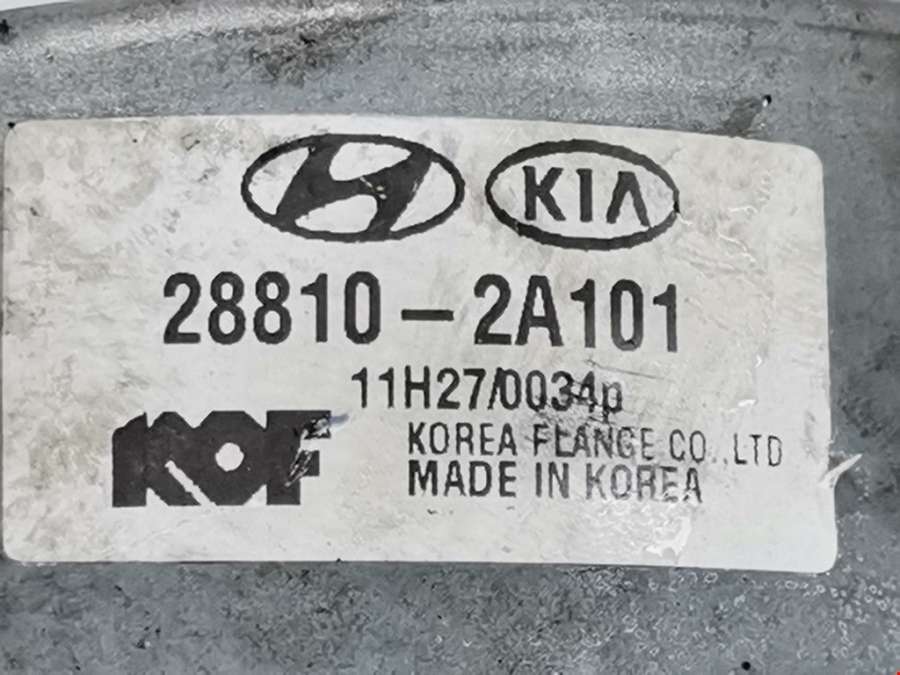 KIA
28810-2A101
11H27/0034p
KOF
KOREA FLANGE CO.,LTD
MADE IN KOREA